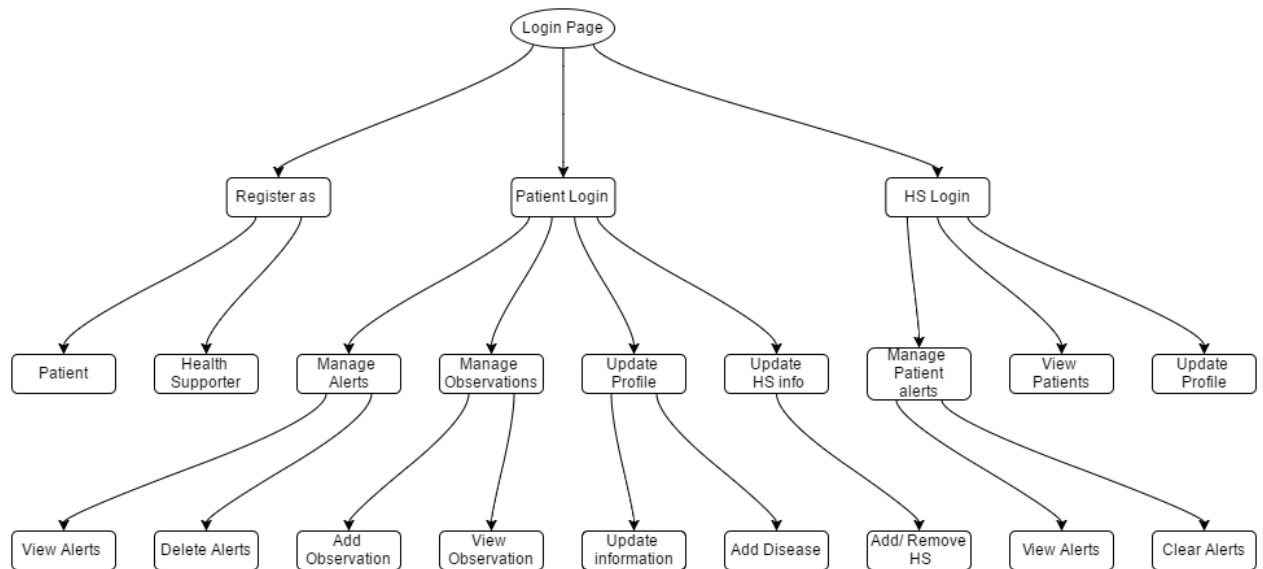 Login Page
Register as
Patient Login
HS Login
Patient
Health
Supporter
Manage
Alerts
Manage
Observations
Update
Profile
Update
HS info
Manage
Patient
alerts
View
Patients
Update
Profile
View Alerts
Delete Alerts
Add
Observation
View
Observation
Update
information
Add Disease
Add/ Remove
HS
View Alerts
Clear Alerts